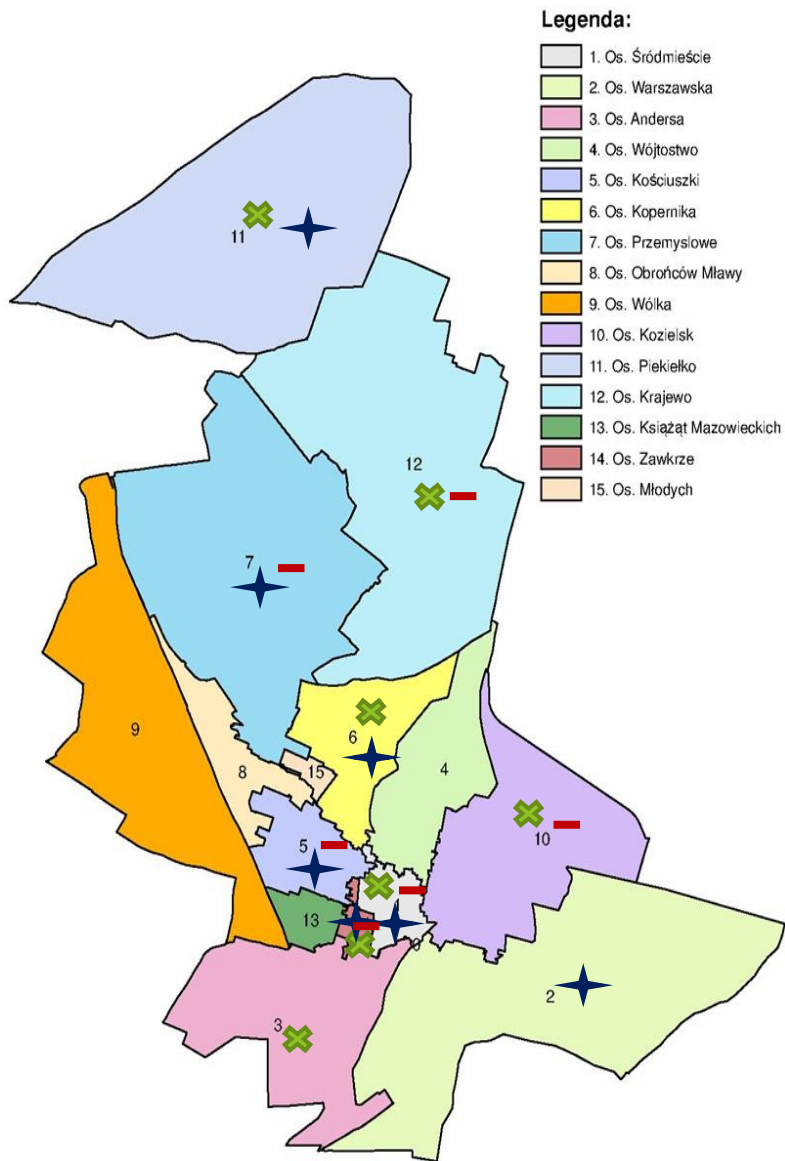 Legenda:
1. Os. Śródmieście
2. Os. Warszawska
3. Os. Andersa
4. Os. Wójtostwo
5. Os. Kościuszki
6. Os. Kopernika
7. Os. Przemyslowe
8. Os. Obrońców Mławy
9. Os. Wólka
10. Os. Kozielsk
11. Os. Piekiełko
12. Os. Krajewo
13. Os. Książąt Mazowieckich
14. Os. Zawkrze
15. Os. Młodych
11
12
7
9
6
8
15
4
10
5
13
2
3